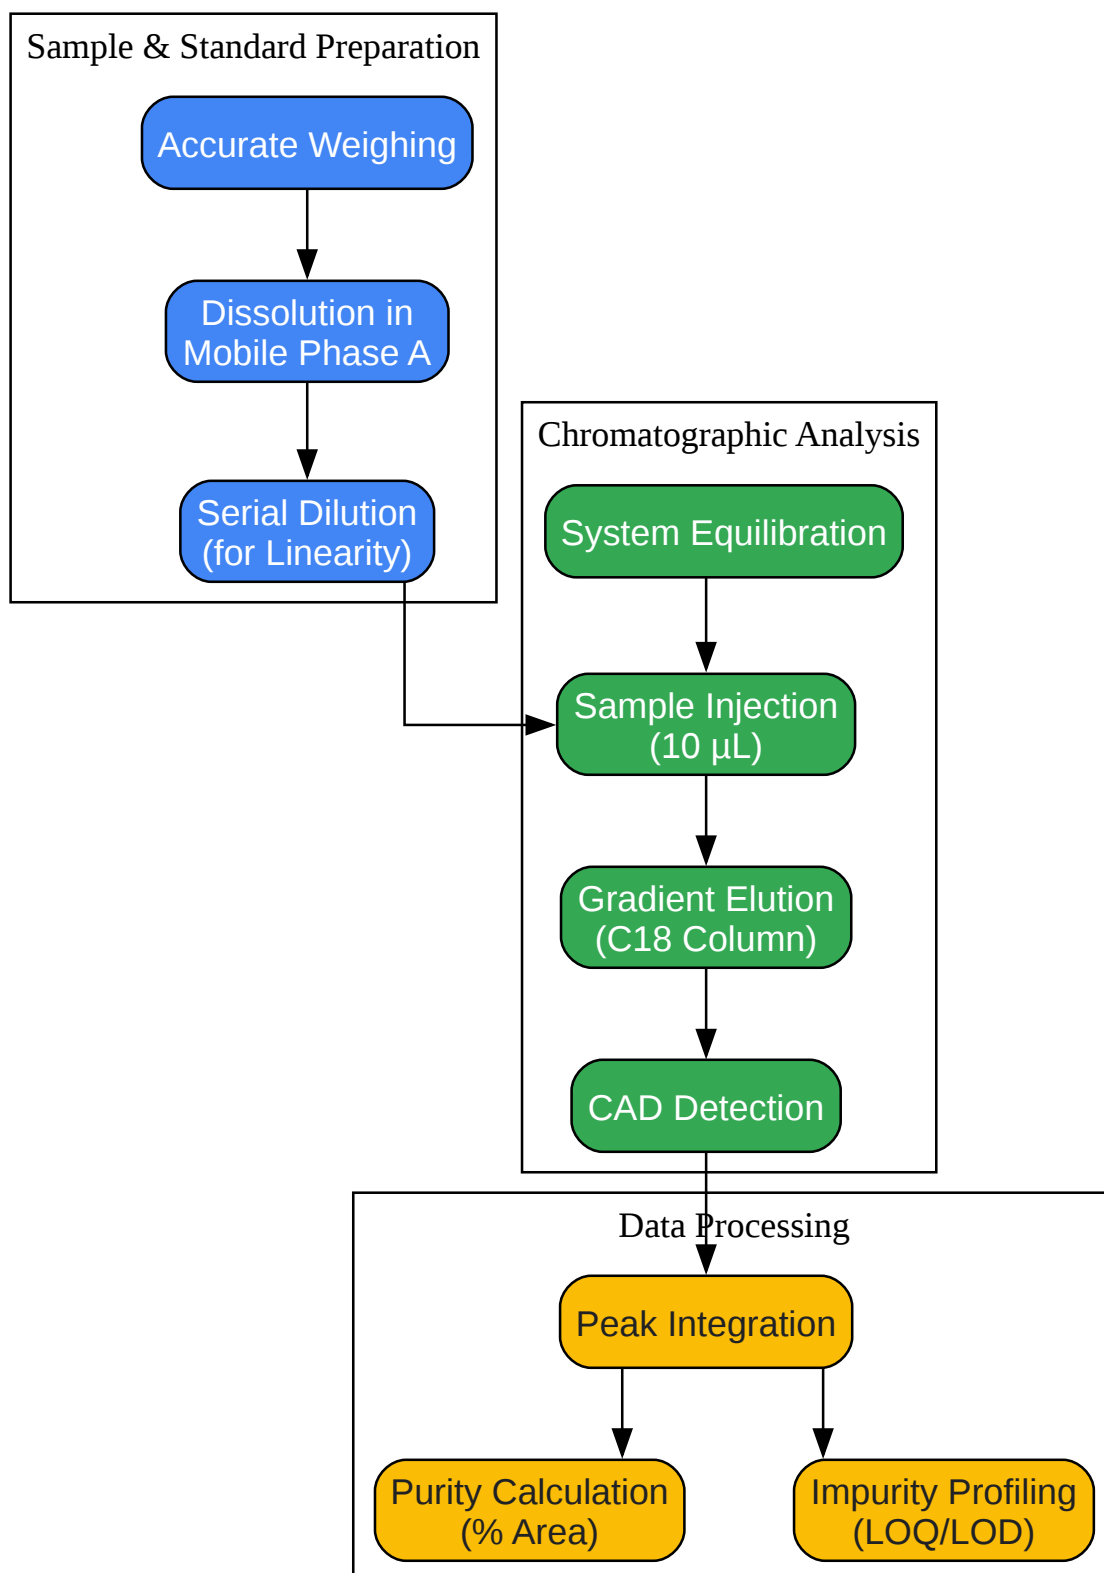 Sample & Standard Preparation
Accurate Weighing
Dissolution in
Mobile Phase A
Serial Dilution
(for Linearity)
Chromatographic Analysis
System Equilibration
Sample Injection
(10 µL)
Gradient Elution
(C18 Column)
CAD Detection
Data Processing
Peak Integration
Purity Calculation
(% Area)
Impurity Profiling
(LOQ/LOD)